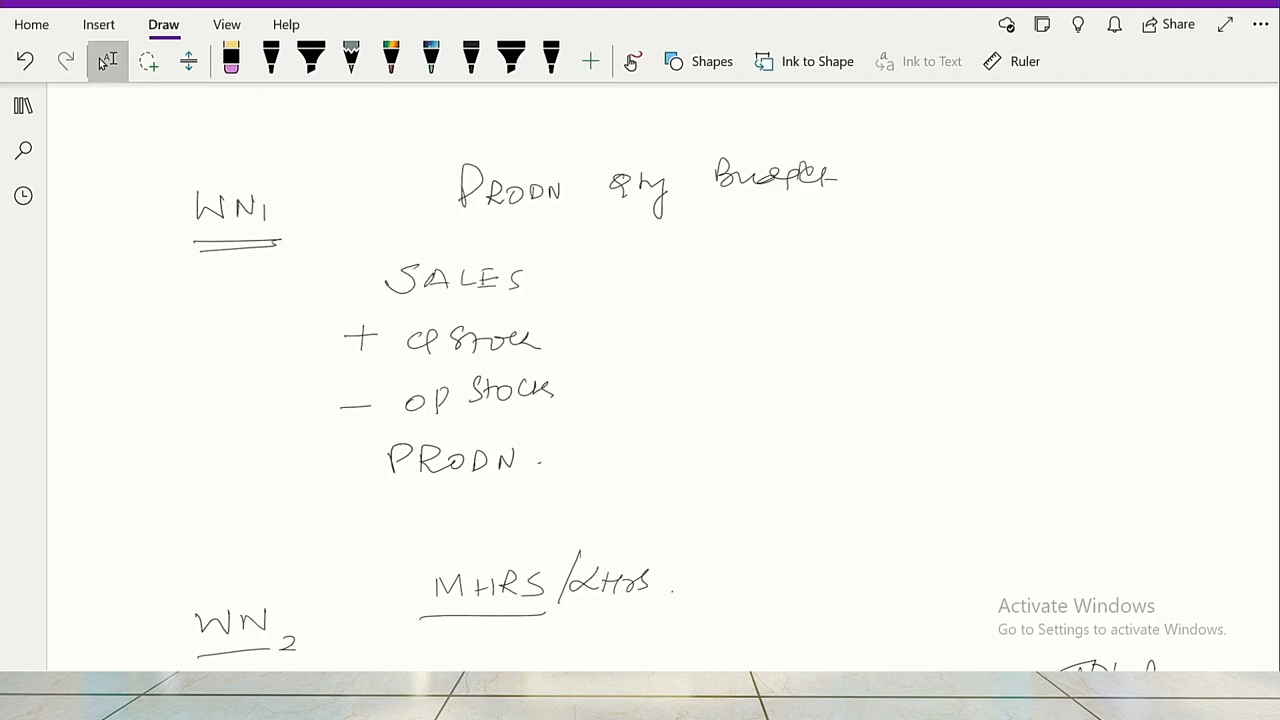 Home Insert Draw View Help Share
Shapes Ink to Shape Ink to Text Ruler
WN1 PRODN qty Budget
SALES
+ cl Stock
- OP Stock
PRODN.
MHRS/LHrs.
WN2
Activate Windows
Go to Settings to activate Windows.